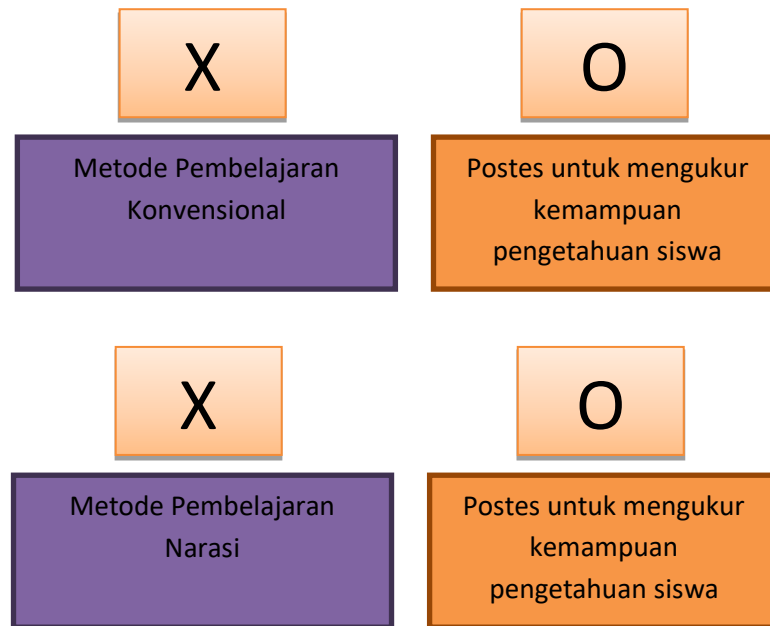 X
O
Metode Pembelajaran
Konvensional
Postes untuk mengukur
kemampuan
pengetahuan siswa
X
O
Metode Pembelajaran
Narasi
Postes untuk mengukur
kemampuan
pengetahuan siswa